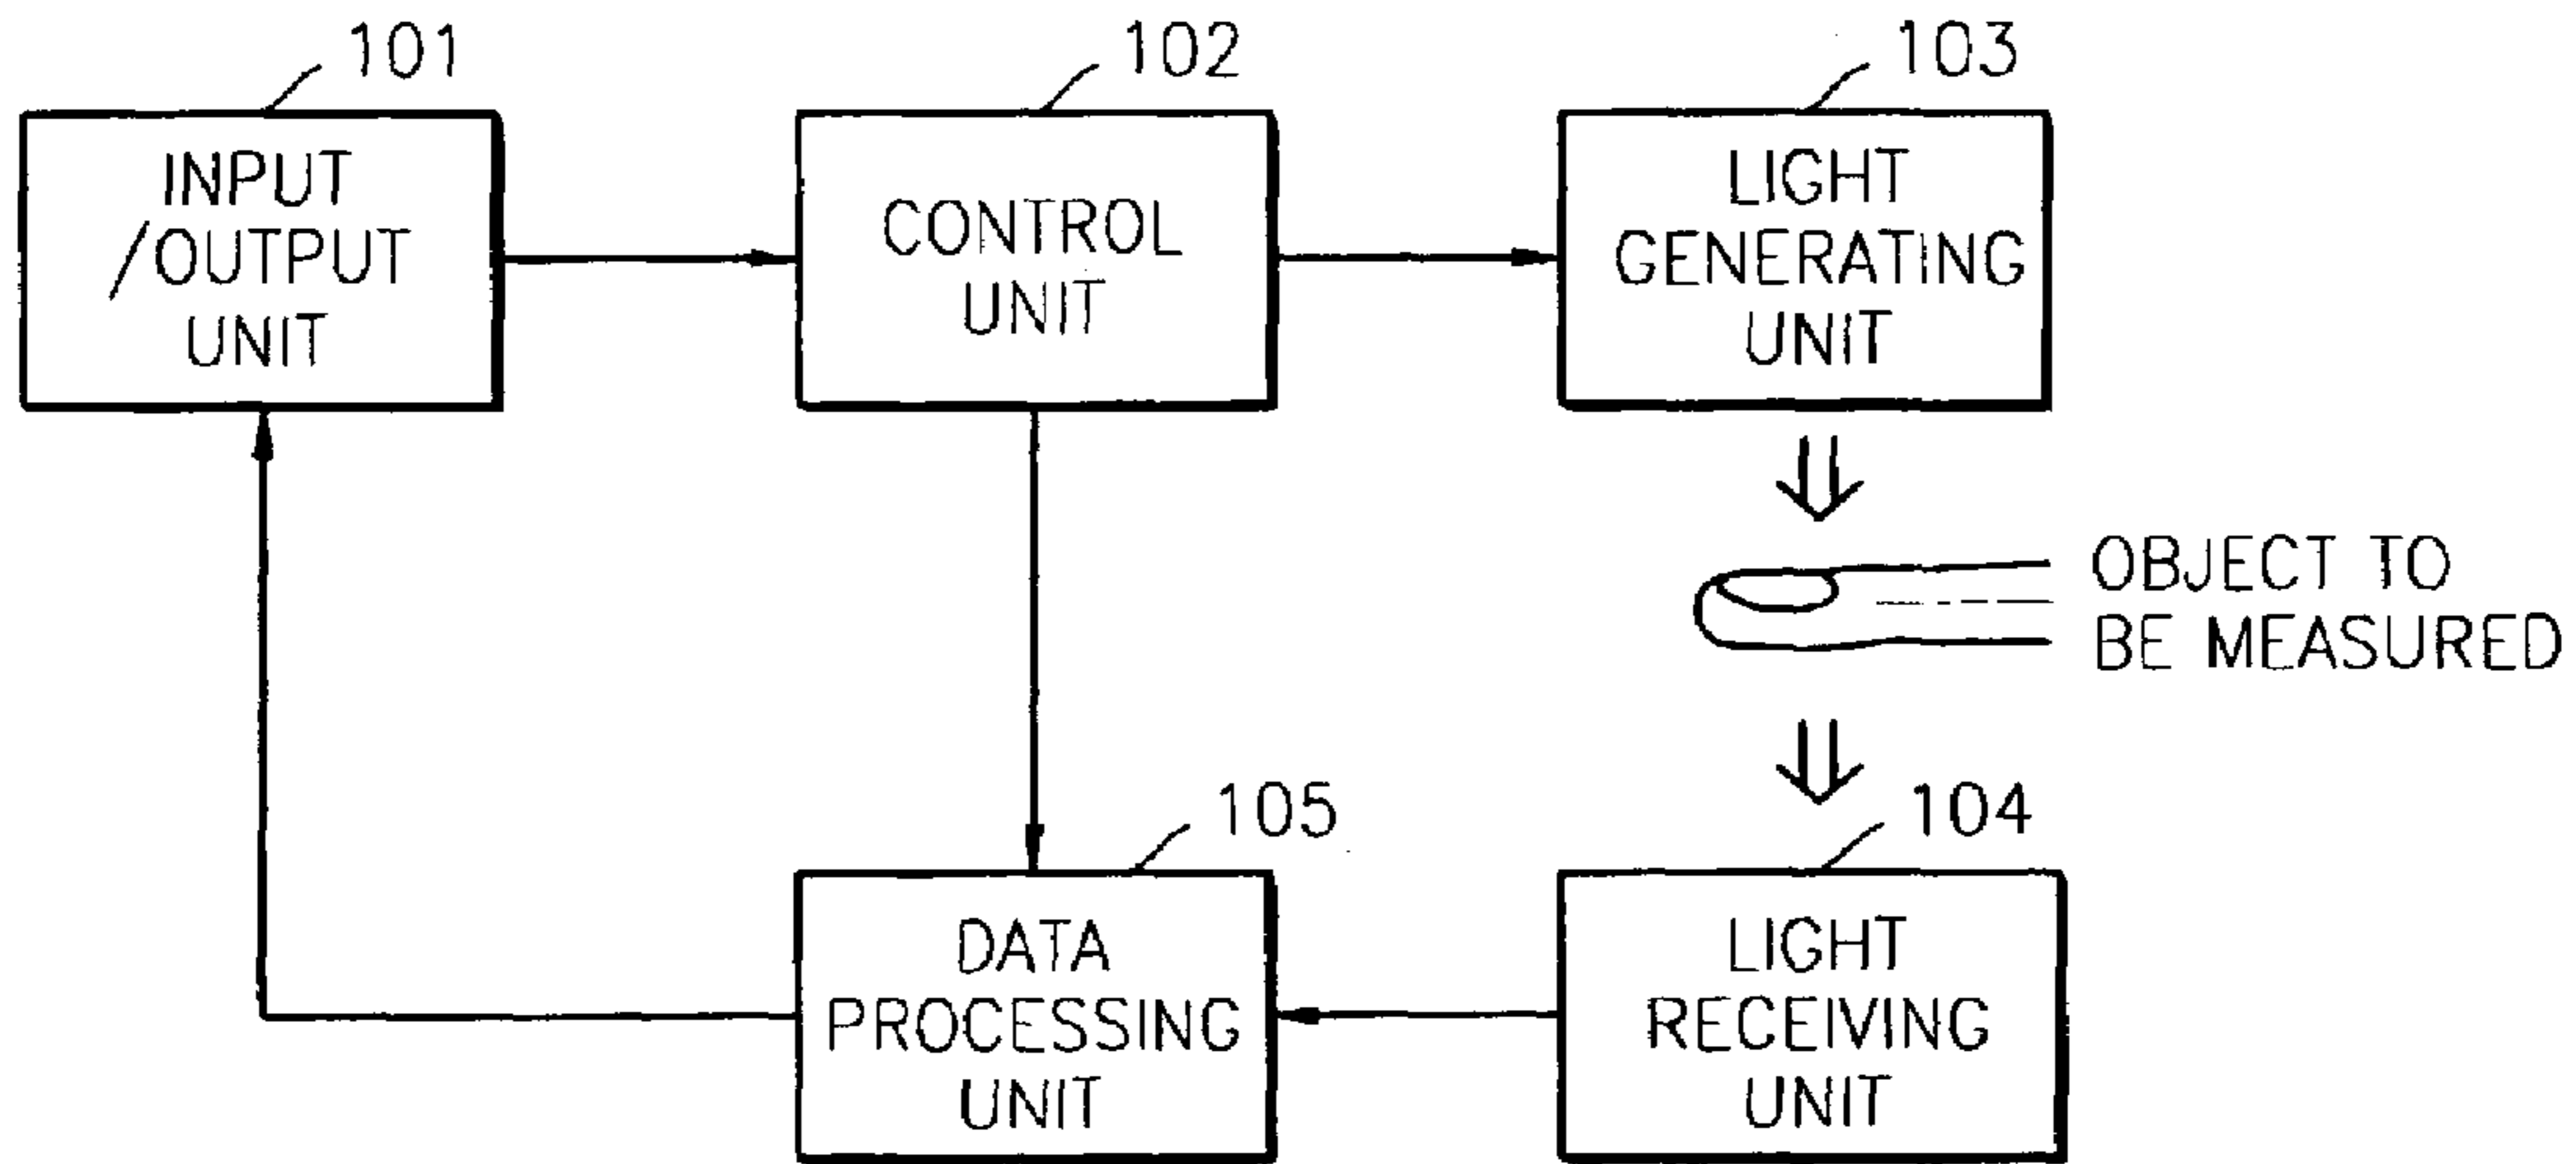 101
INPUT
/OUTPUT
UNIT
102
CONTROL
UNIT
103
LIGHT
GENERATING
UNIT
OBJECT TO
BE MEASURED
105
DATA
PROCESSING
UNIT
104
LIGHT
RECEIVING
UNIT